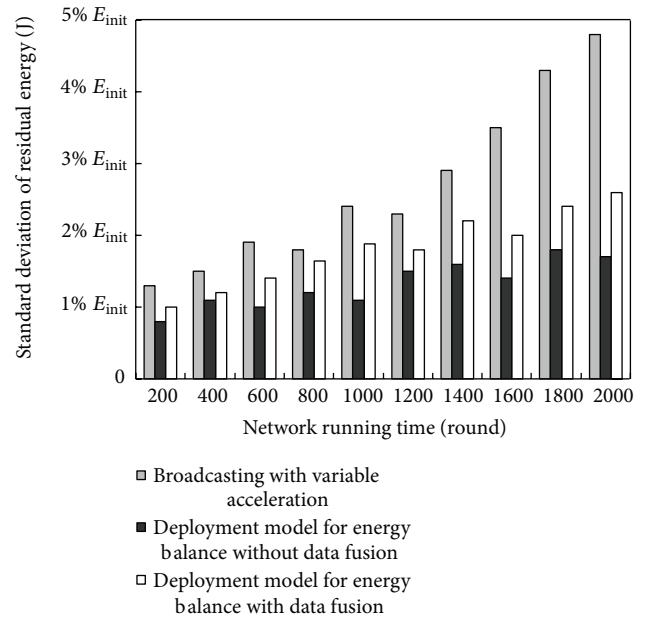 5% E_init
4% E_init
3% E_init
2% E_init
1% E_init
0
Standard deviation of residual energy (J)
200 400 600 800 1000 1200 1400 1600 1800 2000
Network running time (round)
Broadcasting with variable
acceleration
Deployment model for energy
balance without data fusion
Deployment model for energy
balance with data fusion